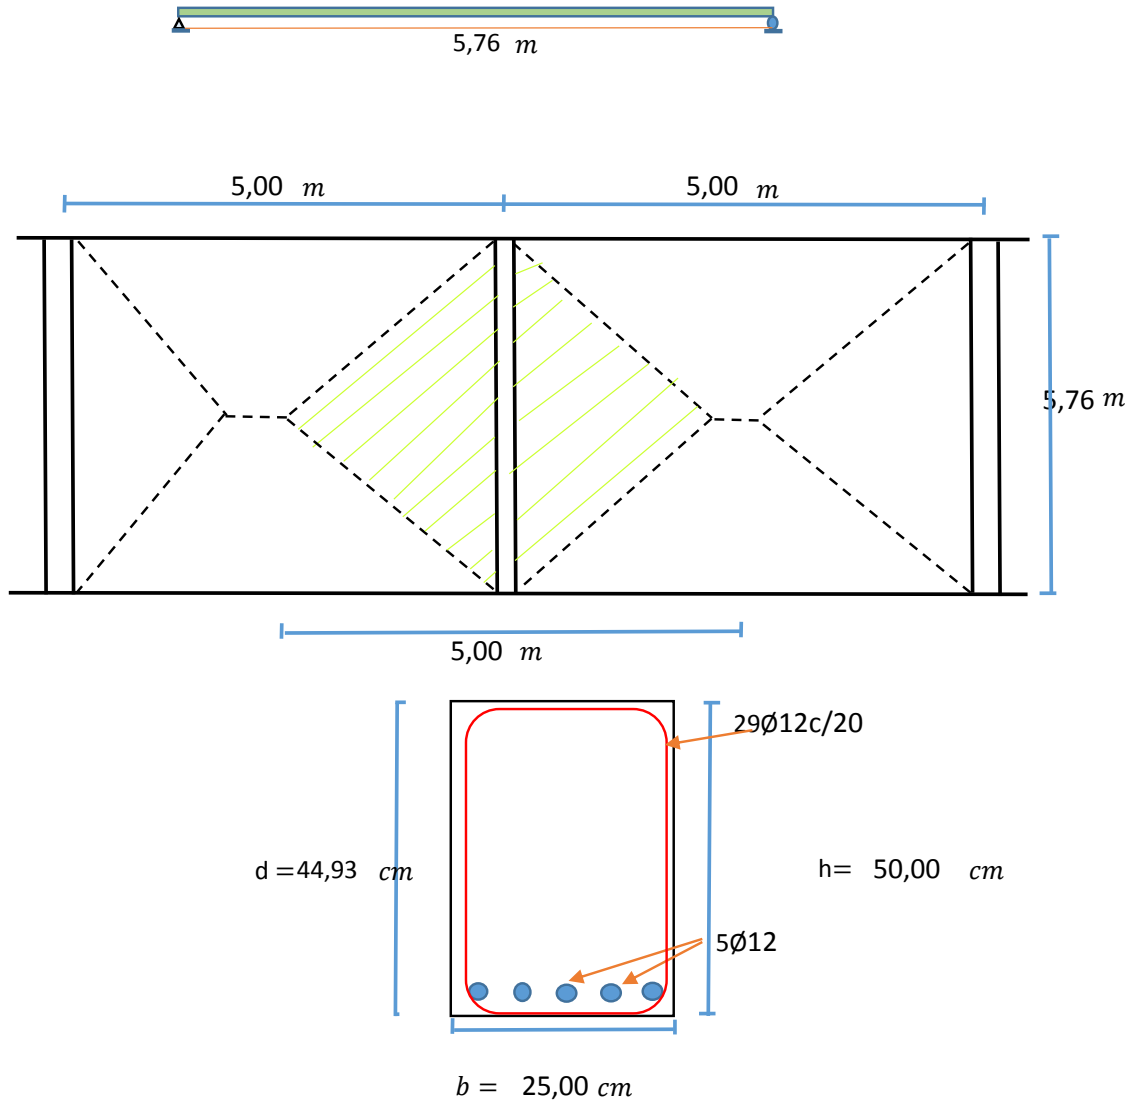 5,76 m
5,00 m
5,00 m
5,76 m
5,00 m
29Ø12c/20
d =44,93 cm
h= 50,00 cm
5Ø12
b = 25,00 cm